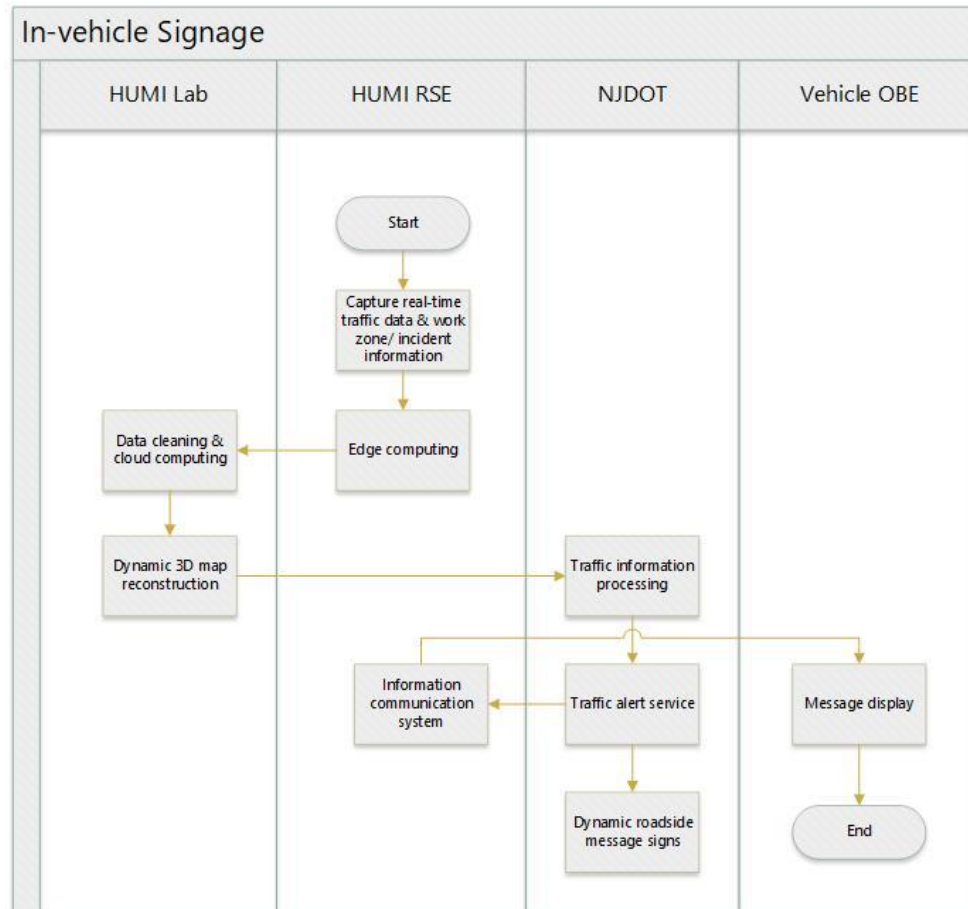 In-vehicle Signage
HUMI Lab
HUMI RSE
NJDOT
Vehicle OBE
Start
Capture real-time
traffic data & work
zone/ incident
information
Edge computing
Data cleaning &
cloud computing
Dynamic 3D map
reconstruction
Traffic information
processing
Traffic alert service
Information
communication
system
Dynamic roadside
message signs
Message display
End